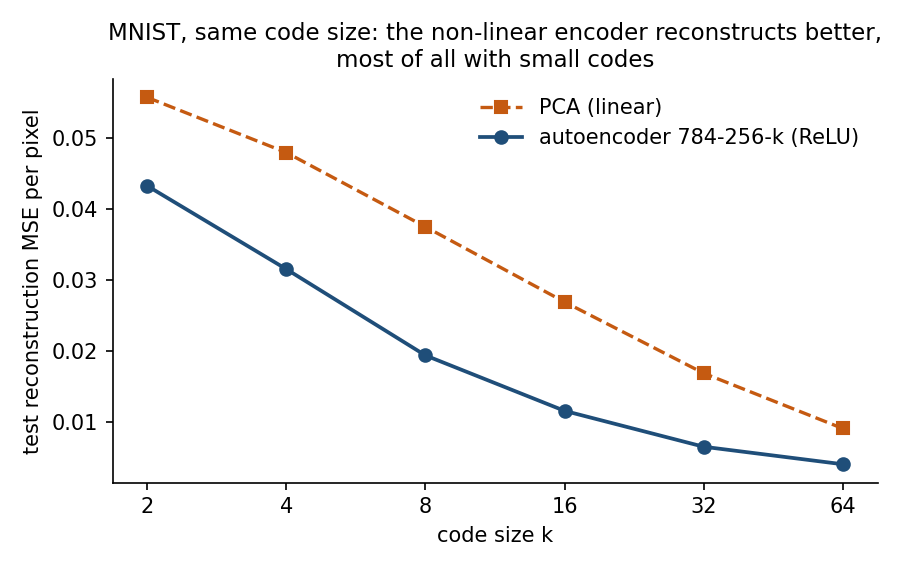 MNIST, same code size: the non-linear encoder reconstructs better,
most of all with small codes
PCA (linear)
autoencoder 784-256-k (ReLU)
test reconstruction MSE per pixel
0.05
0.04
0.03
0.02
0.01
2 4 8 16 32 64
code size k